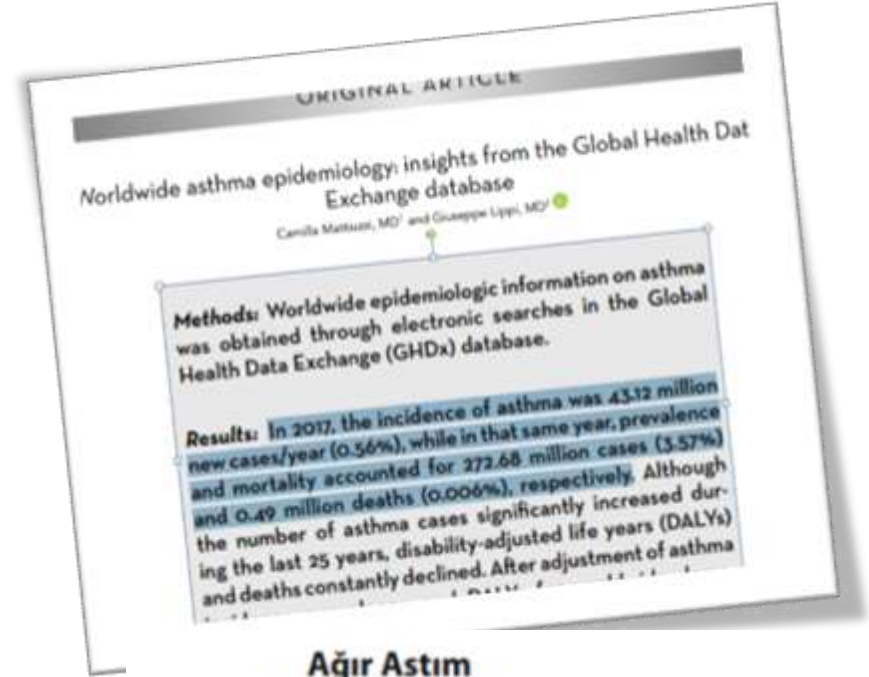 ORIGINAL ARTICLE
Norldwide asthma epidemiology: insights from the Global Health Dat
Exchange database
Camilla Mattiuzzi, MD¹ and Giuseppe Lippi, MD²
Methods: Worldwide epidemiologic information on asthma
was obtained through electronic searches in the Global
Health Data Exchange (GHDx) database.
Results: In 2017, the incidence of asthma was 43.12 million
new cases/year (0.56%), while in that same year, prevalence
and mortality accounted for 272.68 million cases (3.57%)
and 0.49 million deaths (0.006%), respectively. Although
the number of asthma cases significantly increased dur-
ing the last 25 years, disability-adjusted life years (DALYs)
and deaths constantly declined. After adjustment of asthma
Ağır Astım